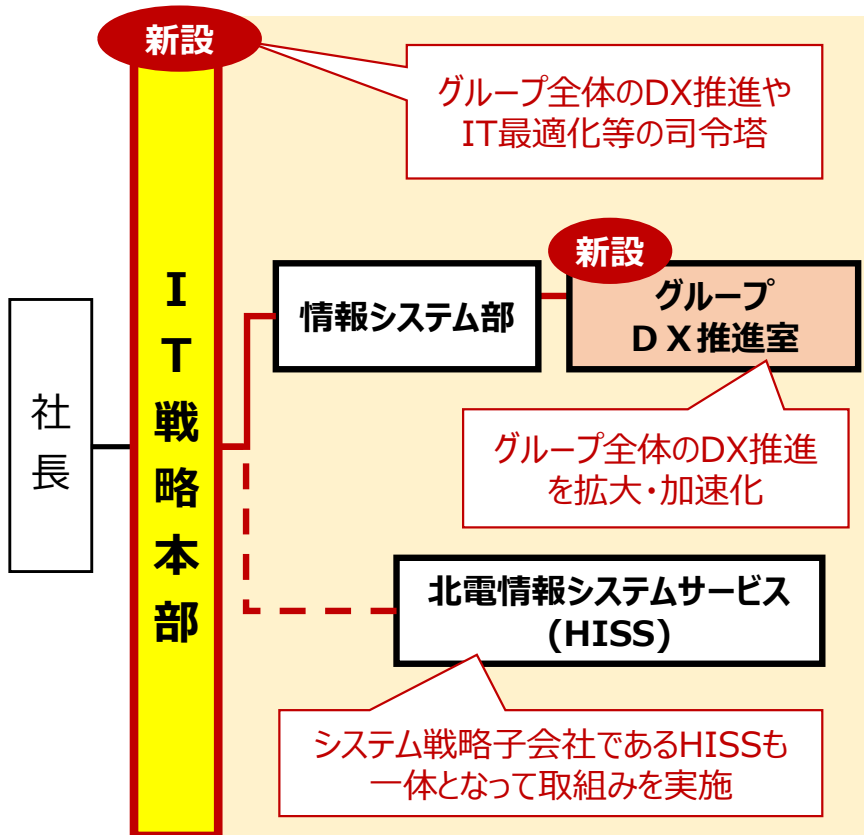 新設
グループ全体のDX推進や
IT最適化等の司令塔
社長
IT戦略本部
情報システム部
新設
グループ
DX推進室
グループ全体のDX推進
を拡大・加速化
北電情報システムサービス
(HISS)
システム戦略子会社であるHISSも
一体となって取組みを実施